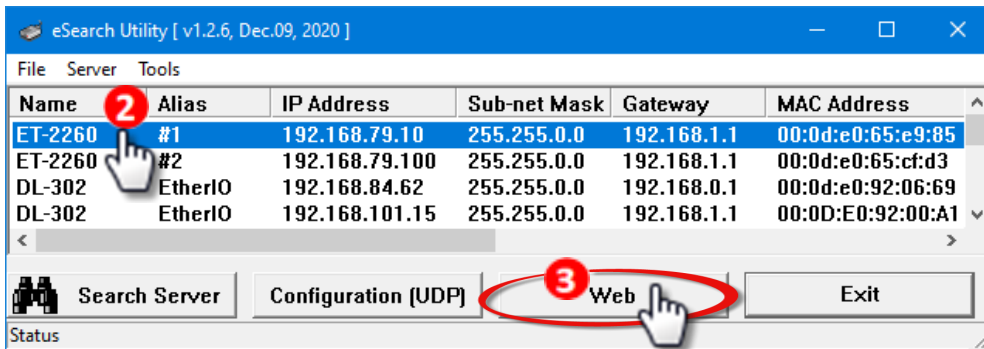 eSearch Utility [ v1.2.6, Dec.09, 2020 ]
File Server Tools
Name 2 Alias IP Address Sub-net Mask Gateway MAC Address
ET-2260 #1 192.168.79.10 255.255.0.0 192.168.1.1 00:0d:e0:65:e9:85
ET-2260 #2 192.168.79.100 255.255.0.0 192.168.1.1 00:0d:e0:65:cf:d3
DL-302 EtherIO 192.168.84.62 255.255.0.0 192.168.0.1 00:0d:e0:92:06:69
DL-302 EtherIO 192.168.101.15 255.255.0.0 192.168.1.1 00:0D:E0:92:00:A1
Search Server Configuration (UDP) 3 Web Exit
Status